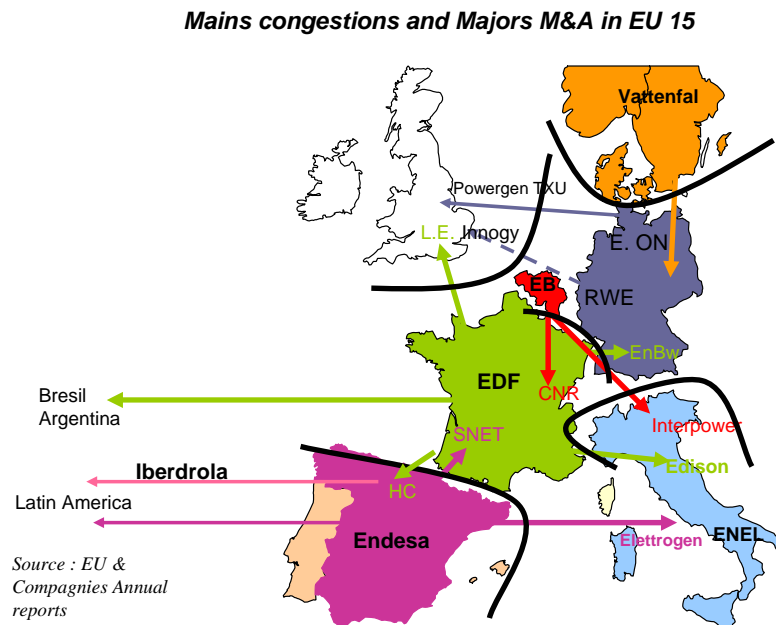 Mains congestions and Majors M&A in EU 15
Vattenfal
Powergen TXU
L.E. Innogy
E. ON
EB
RWE
EnBw
EDF
CNR
Bresil
Argentina
SNET
Interpower
Iberdrola
Edison
HC
Latin America
Endesa
ENEL
Elettrogen
Source : EU &
Compagnies Annual
reports